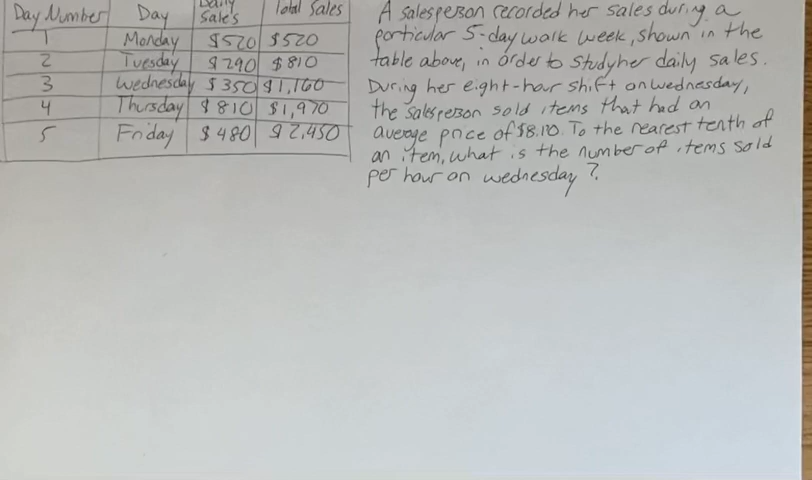 Day Number Day Daily Sales Total Sales
1 Monday $520 $520
2 Tuesday $290 $810
3 Wednesday $350 $1,160
4 Thursday $810 $1,970
5 Friday $480 $2,450
A salesperson recorded her sales during a
particular 5-day work week, shown in the
table above, in order to study her daily sales.
During her eight-hour shift on wednesday,
the salesperson sold items that had an
average price of $8.10. To the nearest tenth of
an item, what is the number of items sold
per hour on wednesday?